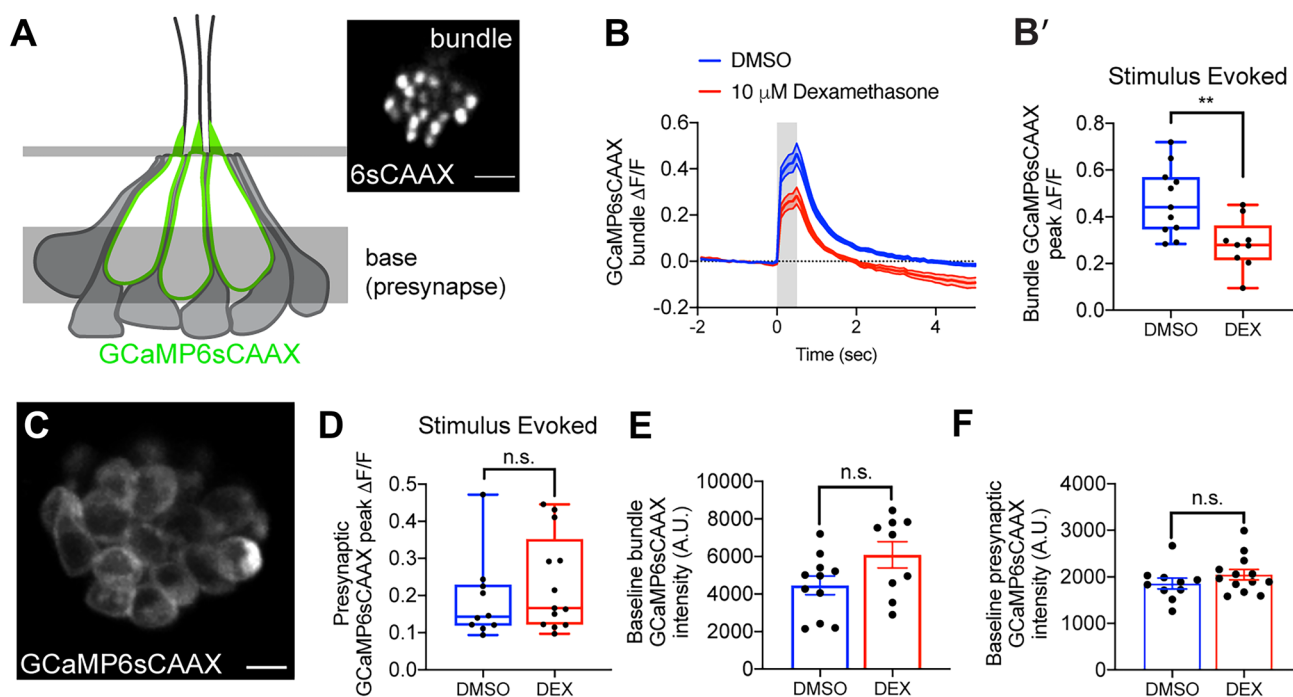 A
bundle
6sCAAX
base
(presynapse)
GCaMP6sCAAX
B
DMSO
10 μM Dexamethasone
GCaMP6sCAAX
bundle ΔF/F
0.6
0.4
0.2
0.0
-0.2
-2
0
2
4
Time (sec)
B′
Stimulus Evoked
**
Bundle GCaMP6sCAAX
peak ΔF/F
0.8
0.6
0.4
0.2
0.0
DMSO
DEX
C
GCaMP6sCAAX
D
Stimulus Evoked
n.s.
Presynaptic
GCaMP6sCAAX peak ΔF/F
0.5
0.4
0.3
0.2
0.1
0.0
DMSO
DEX
E
n.s.
Baseline bundle
GCaMP6sCAAX
intensity (A.U.)
10000
8000
6000
4000
2000
0
DMSO
DEX
F
n.s.
Baseline presynaptic
GCaMP6sCAAX
intensity (A.U.)
4000
3000
2000
1000
0
DMSO
DEX